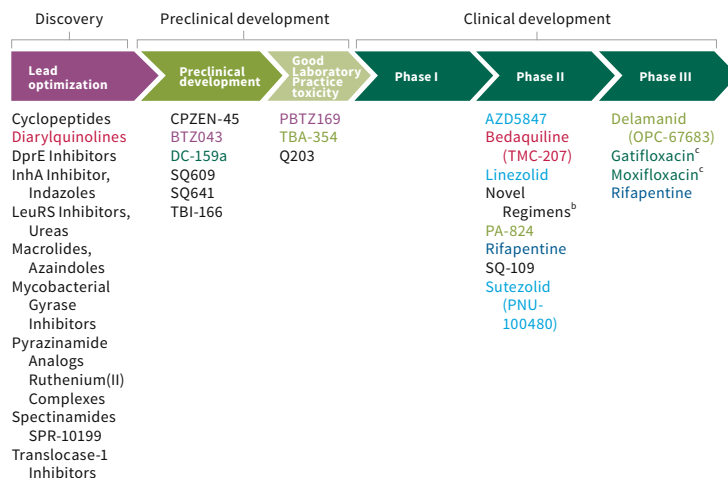 Discovery
Preclinical development
Clinical development
Lead
optimization
Preclinical
development
Good
Laboratory
Practice
toxicity
Phase I
Phase II
Phase III
Cyclopeptides
Diarylquinolines
DprE Inhibitors
InhA Inhibitor,
Indazoles
LeuRS Inhibitors,
Ureas
Macrolides,
Azaindoles
Mycobacterial
Gyrase
Inhibitors
Pyrazinamide
Analogs
Ruthenium(II)
Complexes
Spectinamides
SPR-10199
Translocase-1
Inhibitors
CPZEN-45
BTZ043
DC-159a
SQ609
SQ641
TBI-166
PBTZ169
TBA-354
Q203
AZD5847
Bedaquiline
(TMC-207)
Linezolid
Novel
Regimensᵇ
PA-824
Rifapentine
SQ-109
Sutezolid
(PNU-
100480)
Delamanid
(OPC-67683)
Gatifloxacinᶜ
Moxifloxacinᶜ
Rifapentine